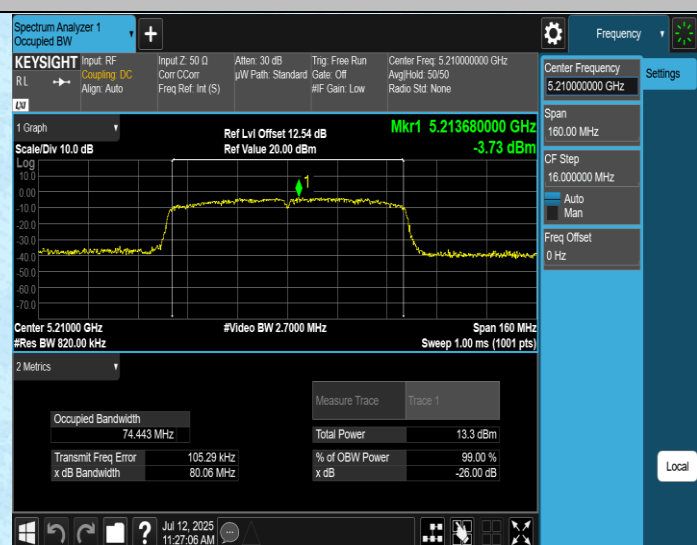 Spectrum Analyzer 1
Occupied BW
Frequency
KEYSIGHT
RL
LXI
Input: RF
Coupling: DC
Align: Auto
Input Z: 50 Ω
Corr CCorr
Freq Ref: Int (S)
Atten: 30 dB
µW Path: Standard
Trig: Free Run
Gate: Off
#IF Gain: Low
Center Freq: 5.210000000 GHz
Avg|Hold: 50/50
Radio Std: None
Center Frequency
5.210000000 GHz
Settings
Span
160.00 MHz
CF Step
16.000000 MHz
Auto
Man
Freq Offset
0 Hz
1 Graph
Scale/Div 10.0 dB
Ref Lvl Offset 12.54 dB
Ref Value 20.00 dBm
Mkr1 5.213680000 GHz
-3.73 dBm
Log
10.0
0.00
-10.0
-20.0
-30.0
-40.0
-50.0
-60.0
-70.0
1
Center 5.21000 GHz
#Res BW 820.00 kHz
#Video BW 2.7000 MHz
Span 160 MHz
Sweep 1.00 ms (1001 pts)
2 Metrics
Measure Trace
Trace 1
Occupied Bandwidth
74.443 MHz
Total Power
13.3 dBm
Transmit Freq Error
105.29 kHz
% of OBW Power
99.00 %
x dB Bandwidth
80.06 MHz
x dB
-26.00 dB
Local
?
Jul 12, 2025
11:27:06 AM